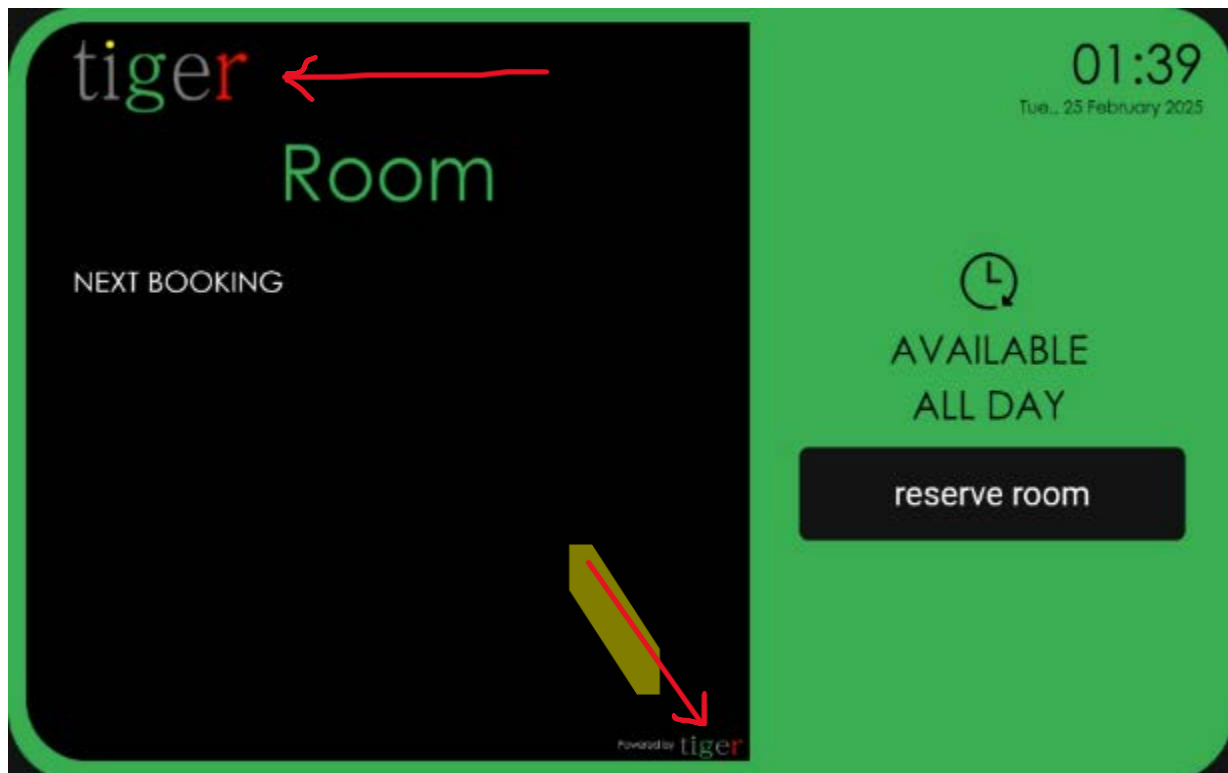 tiger
Room
NEXT BOOKING
Powered by tiger
01:39
Tue., 25 February 2025
AVAILABLE
ALL DAY
reserve room